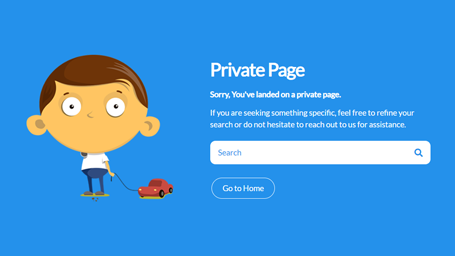 Private Page
Sorry, You've landed on a private page.
If you are seeking something specific, feel free to refine your
search or do not hesitate to reach out to us for assistance.
Search
Go to Home